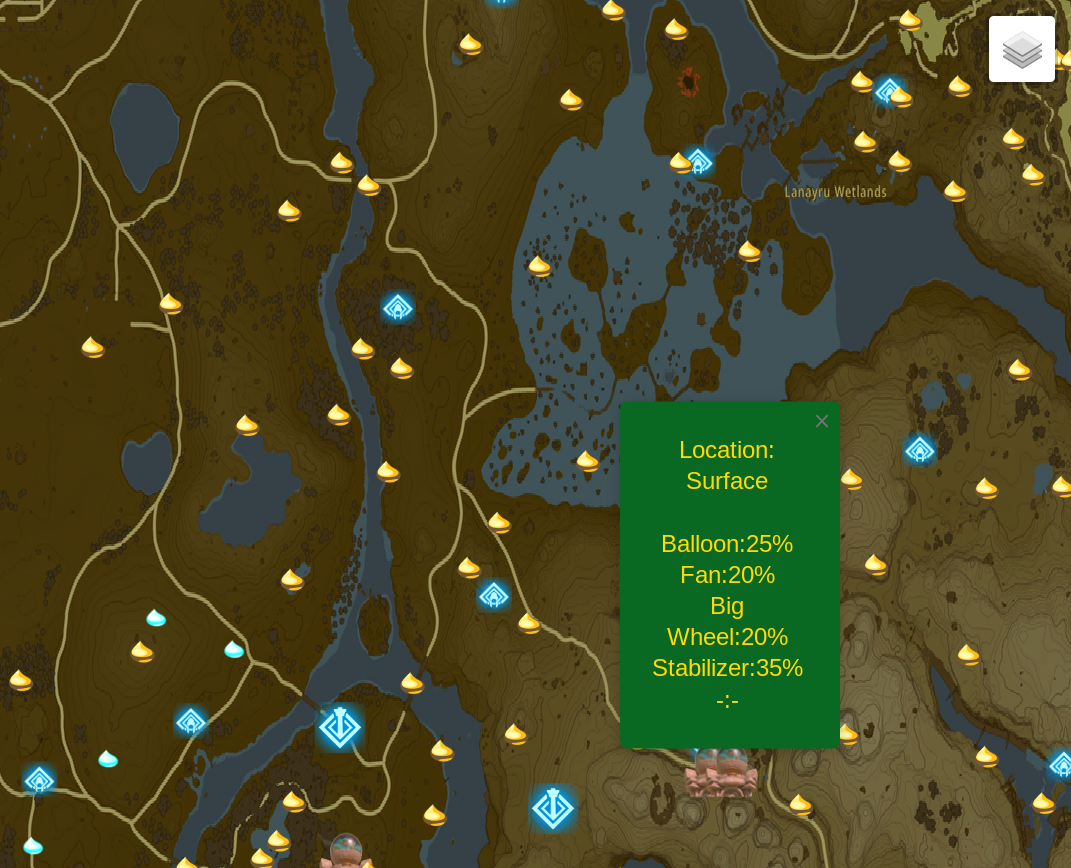 Lanayru Wetlands
×
Location:
Surface
Balloon:25%
Fan:20%
Big
Wheel:20%
Stabilizer:35%
-:-